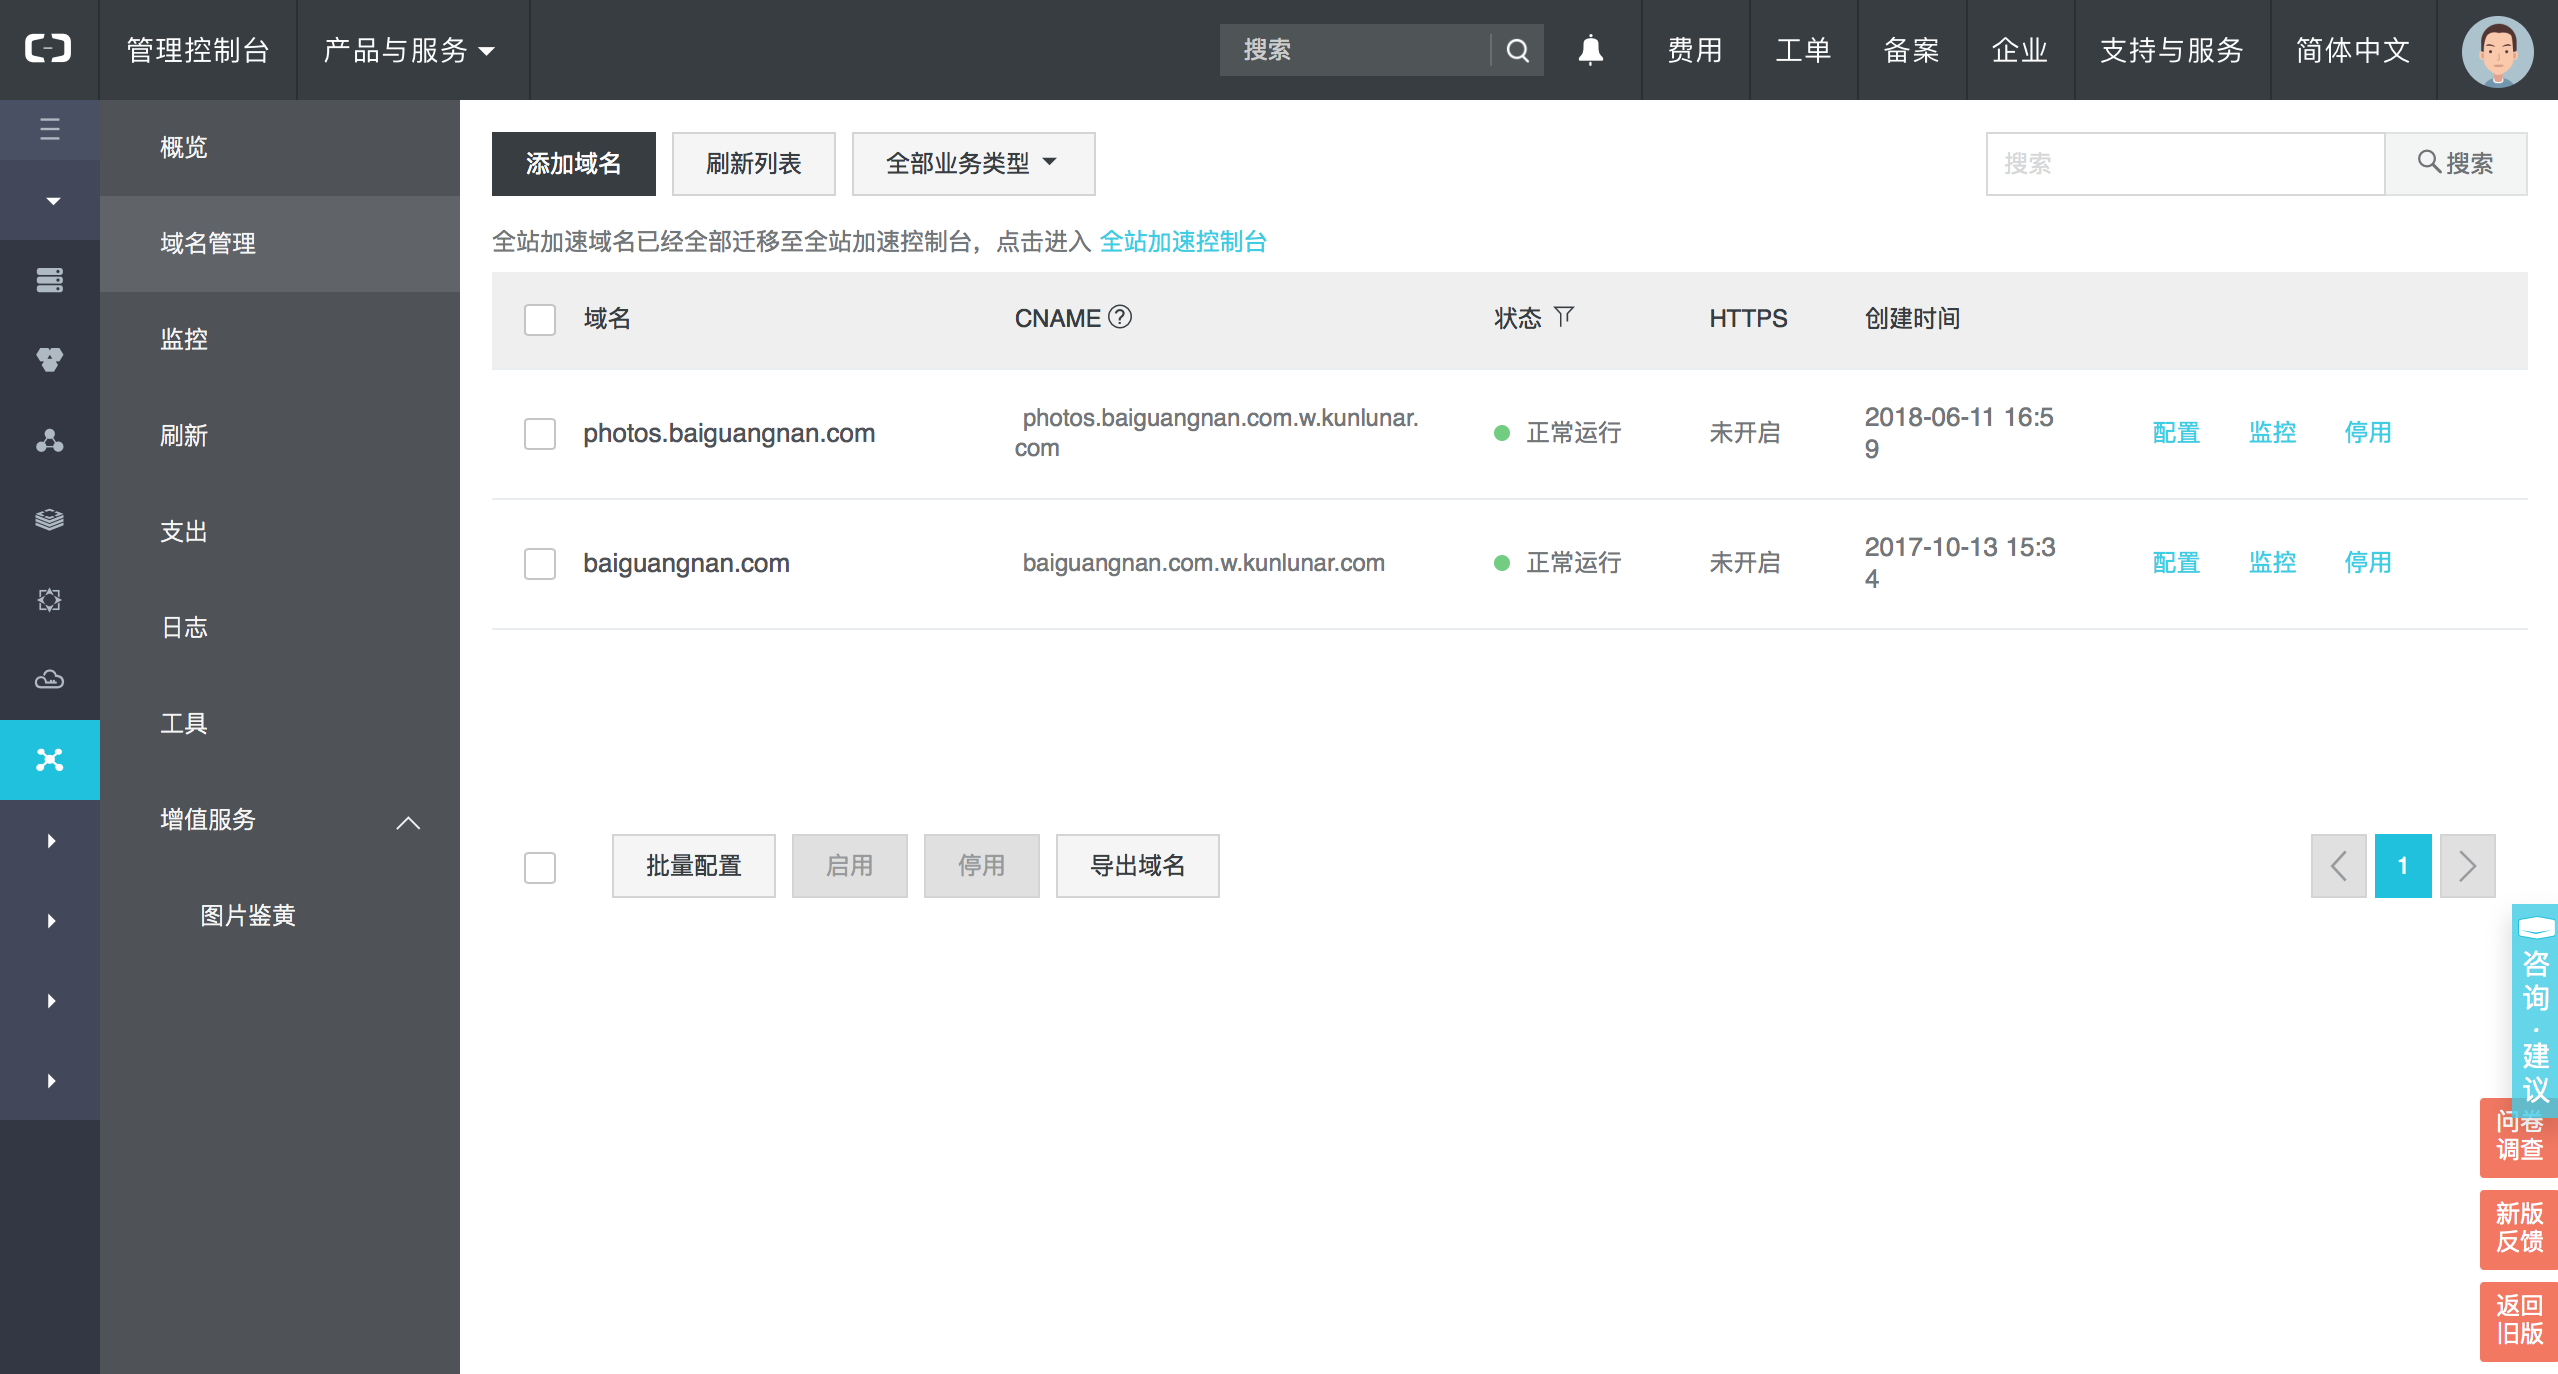 管理控制台
产品与服务
搜索
费用
工单
备案
企业
支持与服务
简体中文
概览
域名管理
监控
刷新
支出
日志
工具
增值服务
图片鉴黄
添加域名
刷新列表
全部业务类型
搜索
搜索
全站加速域名已经全部迁移至全站加速控制台，点击进入 全站加速控制台
域名
CNAME ?
状态
HTTPS
创建时间
photos.baiguangnan.com
photos.baiguangnan.com.w.kunlunar.
com
正常运行
未开启
2018-06-11 16:5
9
配置
监控
停用
baiguangnan.com
baiguangnan.com.w.kunlunar.com
正常运行
未开启
2017-10-13 15:3
4
配置
监控
停用
批量配置
启用
停用
导出域名
1
咨询·建议
问卷
调查
新版
反馈
返回
旧版